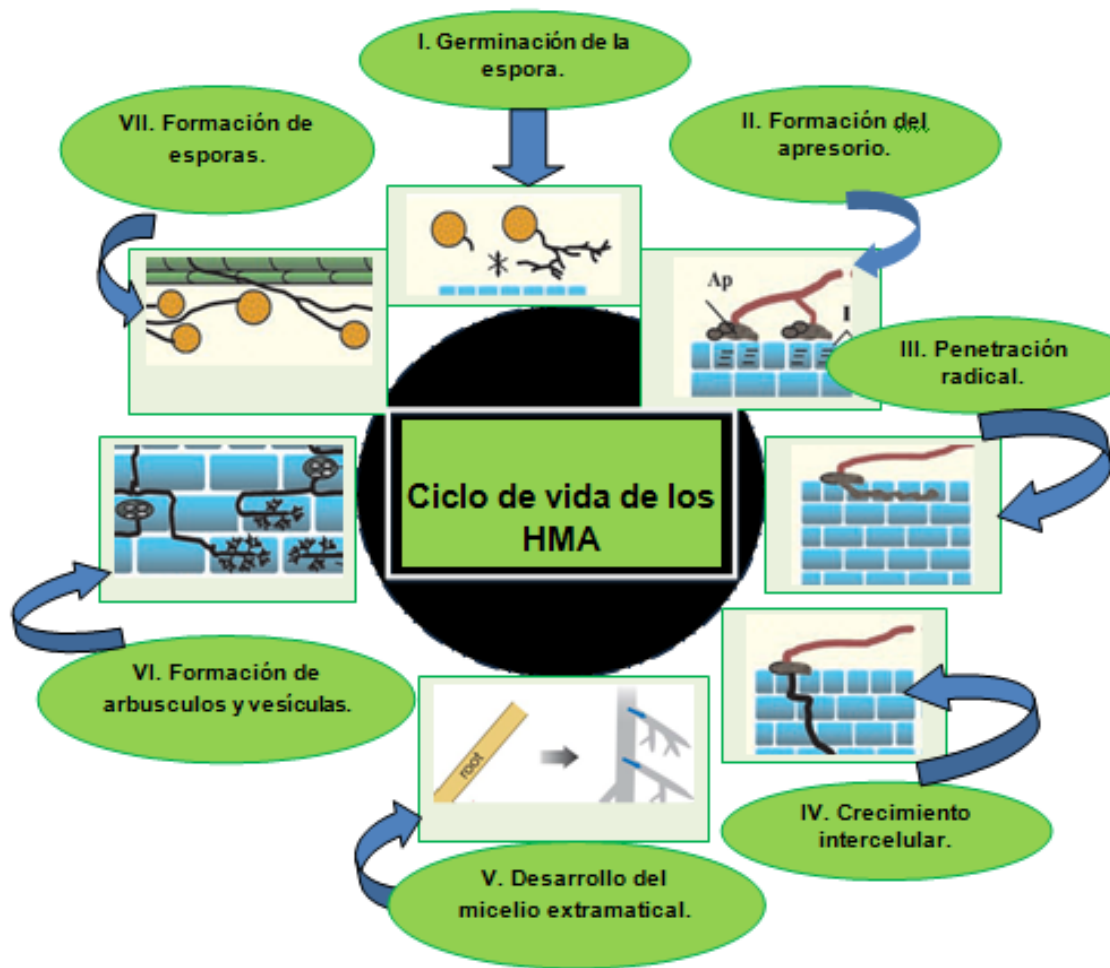 I. Germinación de la
espora.
II. Formación del
apresorio.
Ap
I
III. Penetración
radical.
IV. Crecimiento
intercelular.
root
V. Desarrollo del
micelio extramatical.
VI. Formación de
arbusculos y vesículas.
VII. Formación de
esporas.
Ciclo de vida de los
HMA